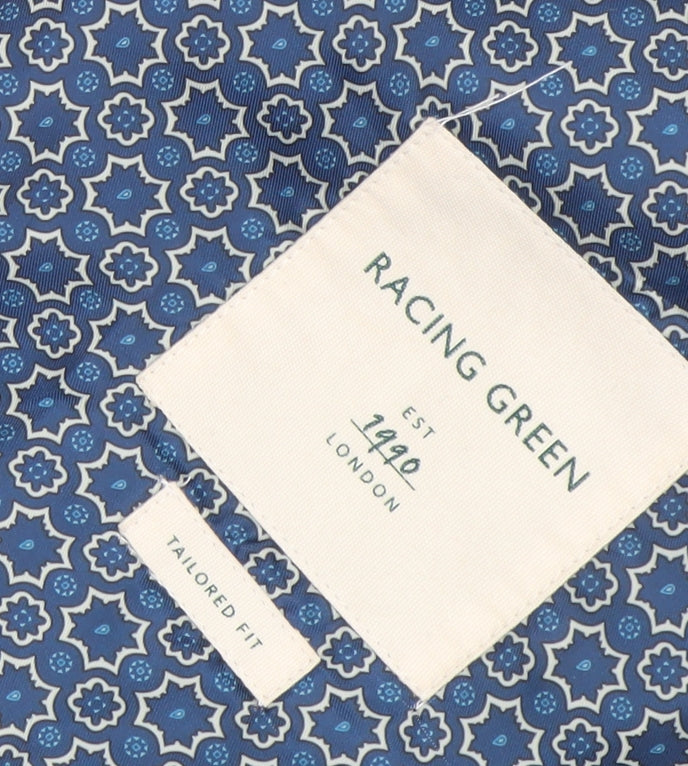 RACING GREEN
EST
1990
LONDON
TAILORED FIT